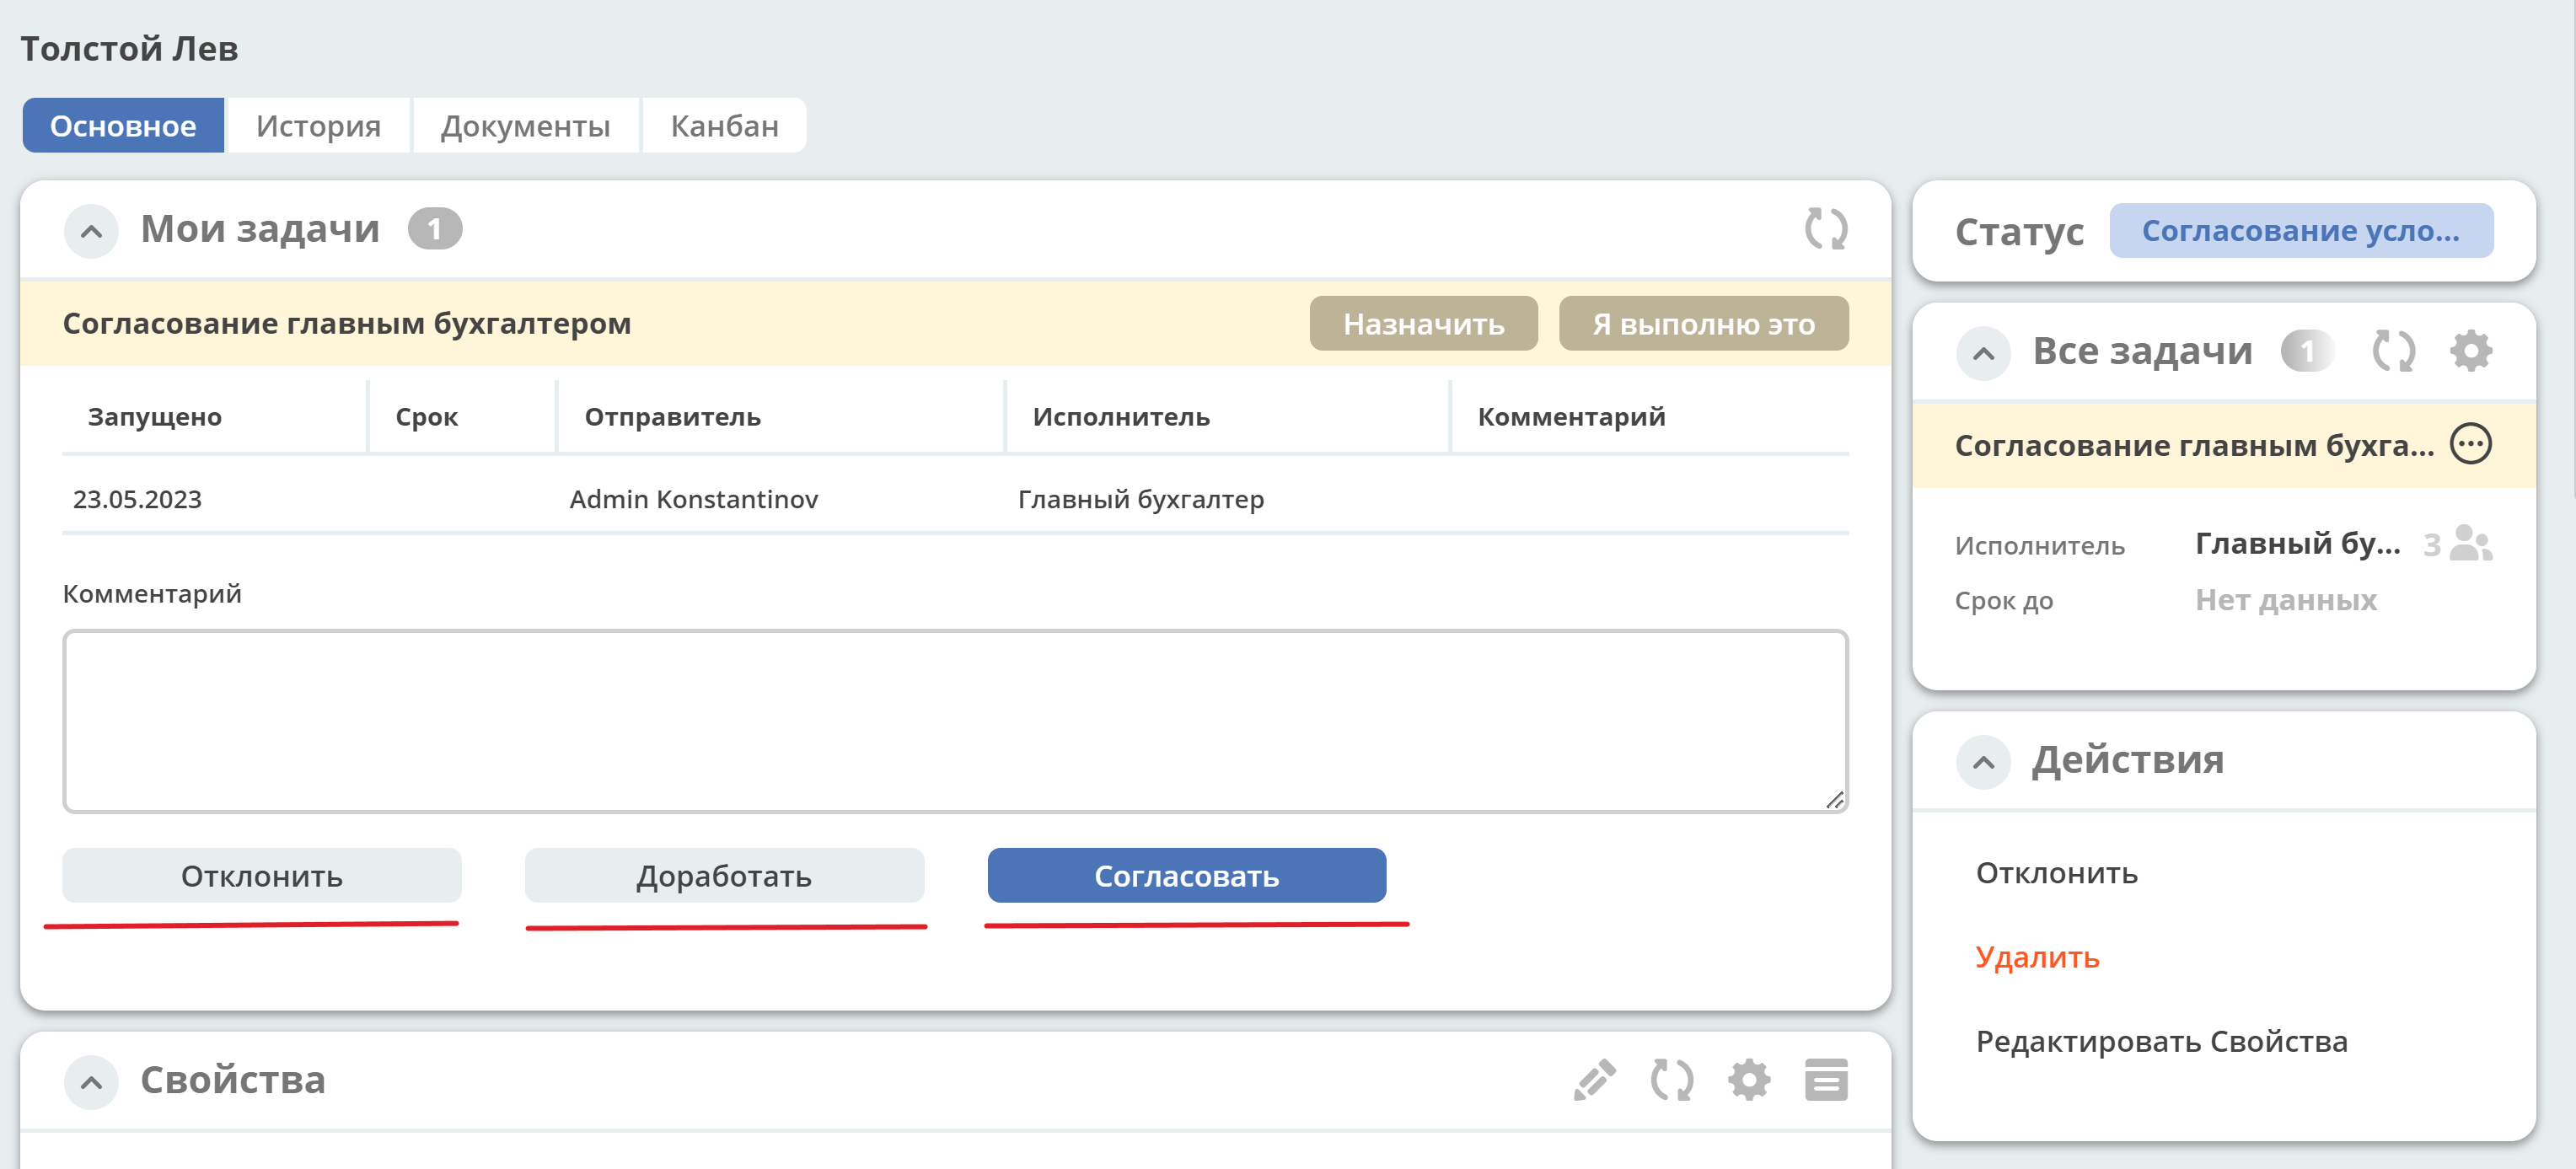 Толстой Лев
Основное История Документы Канбан
Мои задачи 1
Согласование главным бухгалтером Назначить Я выполню это
Запущено Срок Отправитель Исполнитель Комментарий
23.05.2023 Admin Konstantinov Главный бухгалтер
Комментарий
Отклонить Доработать Согласовать
Свойства
Статус Согласование усло...
Все задачи 1
Согласование главным бухга...
Исполнитель Главный бу... 3
Срок до Нет данных
Действия
Отклонить
Удалить
Редактировать Свойства